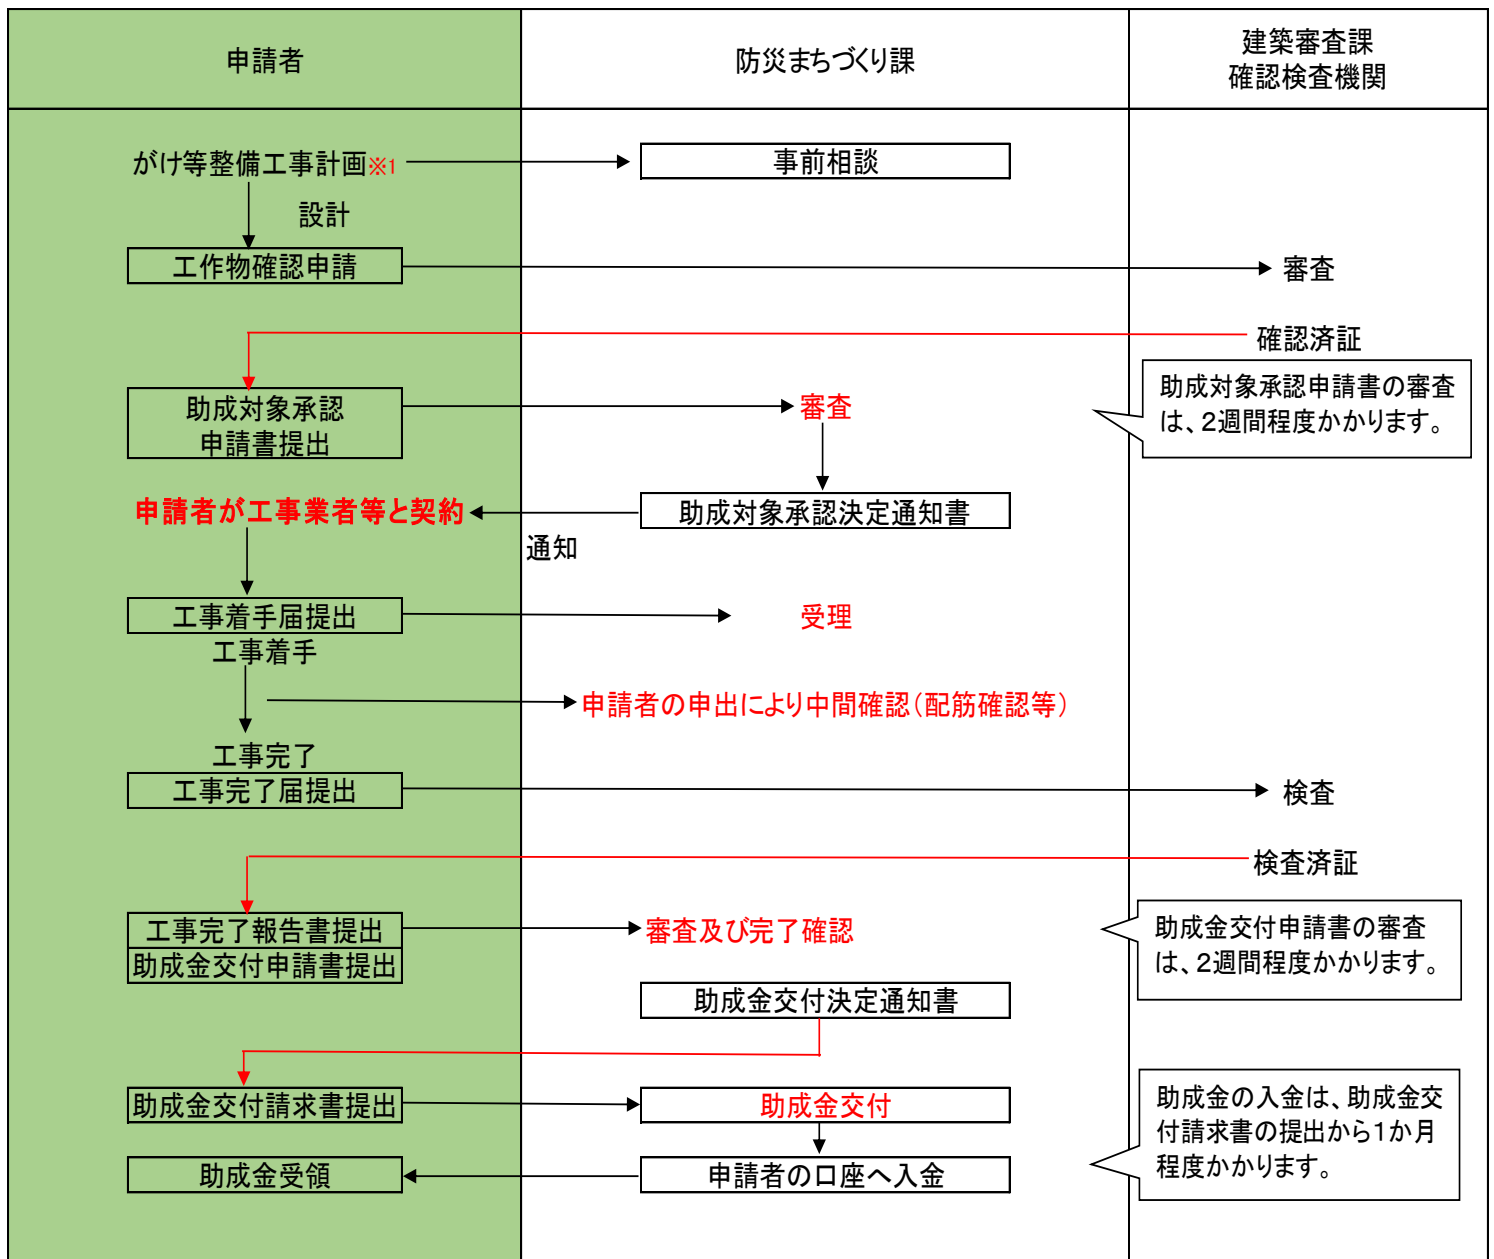 申請者
防災まちづくり課
建築審査課
確認検査機関
がけ等整備工事計画※1
事前相談
設計
工作物確認申請
審査
確認済証
助成対象承認
申請書提出
審査
助成対象承認申請書の審査
は、2週間程度かかります。
申請者が工事業者等と契約
助成対象承認決定通知書
通知
工事着手届提出
受理
工事着手
申請者の申出により中間確認(配筋確認等)
工事完了
工事完了届提出
検査
検査済証
工事完了報告書提出
審査及び完了確認
助成金交付申請書提出
助成金交付申請書の審査
は、2週間程度かかります。
助成金交付決定通知書
助成金交付請求書提出
助成金交付
助成金の入金は、助成金交
付請求書の提出から1か月
程度かかります。
助成金受領
申請者の口座へ入金